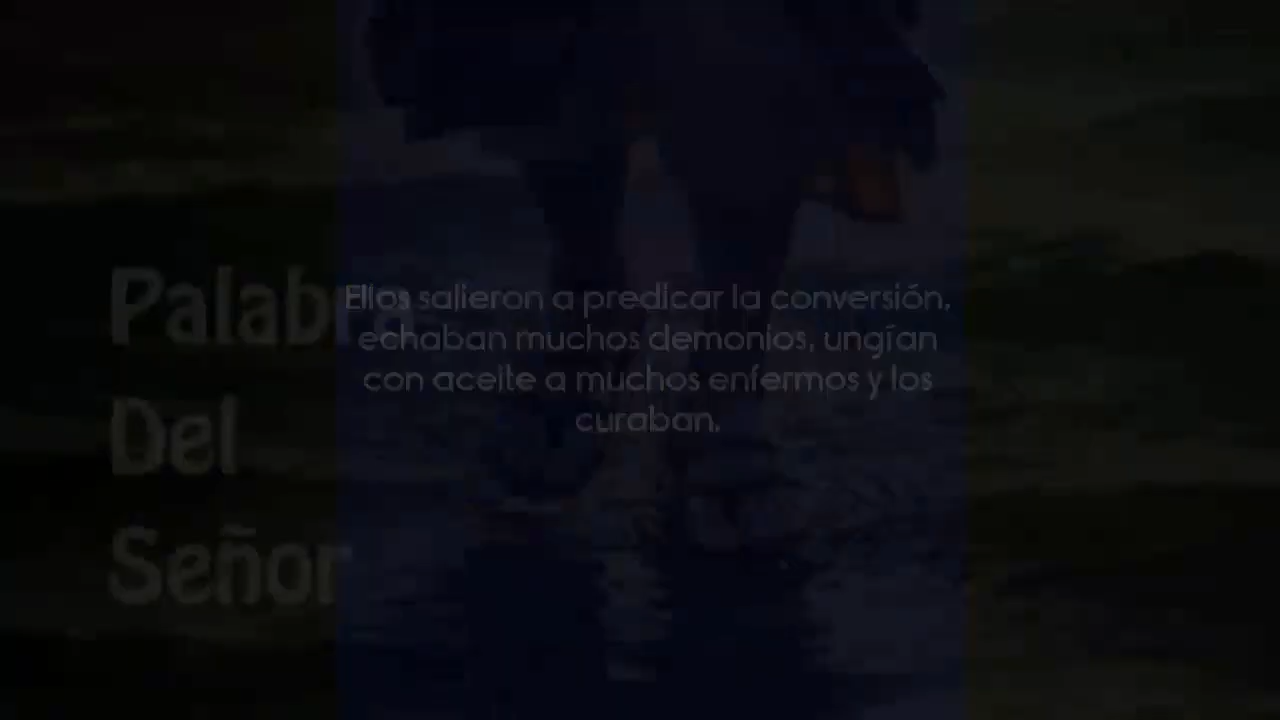 Palabra
Del
Señor
Ellos salieron a predicar la conversión,
echaban muchos demonios, ungían
con aceite a muchos enfermos y los
curaban.